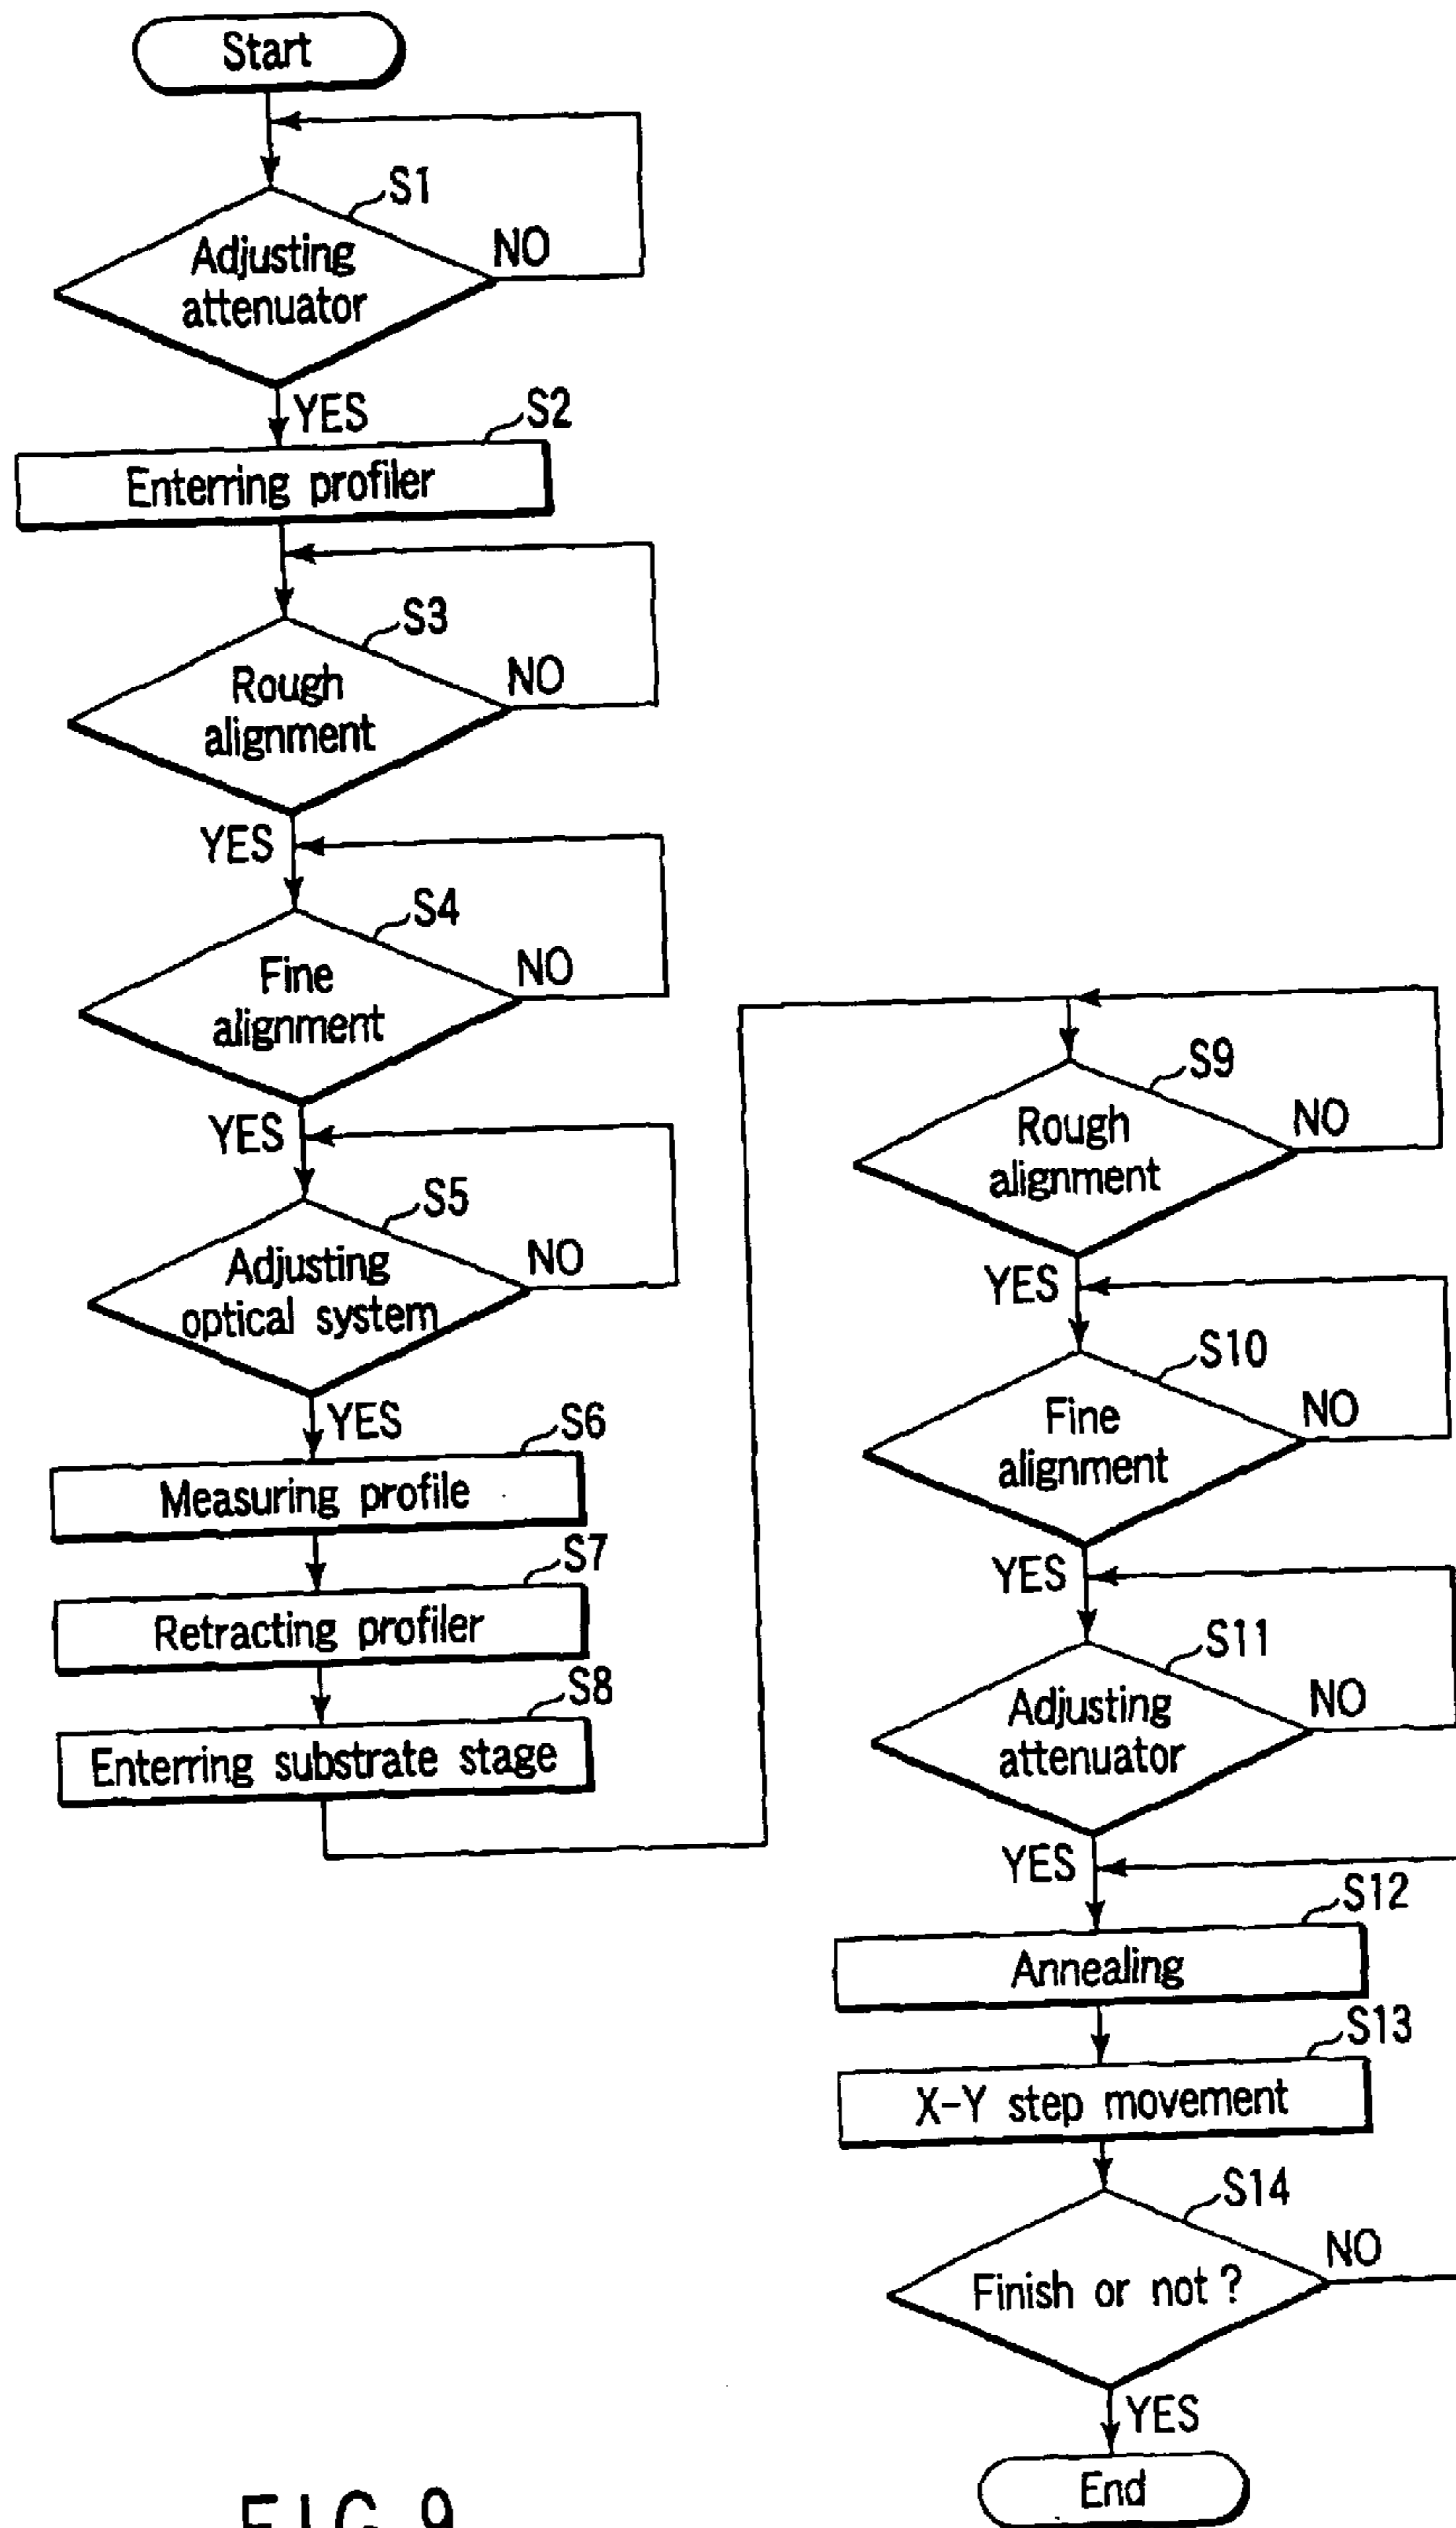 Start
S1
Adjusting
attenuator
NO
YES
S2
Enterring profiler
S3
Rough
alignment
NO
YES
S4
Fine
alignment
NO
YES
S5
Adjusting
optical system
NO
YES
S6
Measuring profile
S7
Retracting profiler
S8
Enterring substrate stage
S9
Rough
alignment
NO
YES
S10
Fine
alignment
NO
YES
S11
Adjusting
attenuator
NO
YES
S12
Annealing
S13
X-Y step movement
S14
Finish or not?
NO
YES
End
FIG. 9